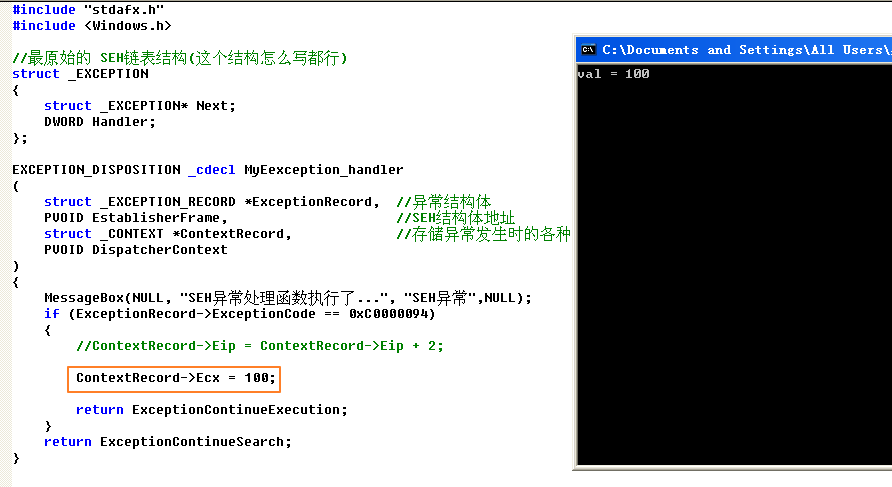 #include "stdafx.h"
#include <Windows.h>
//最原始的 SEH链表结构(这个结构怎么写都行)
struct _EXCEPTION
{
    struct _EXCEPTION* Next;
    DWORD Handler;
};
EXCEPTION_DISPOSITION _cdecl MyEexception_handler
(
    struct _EXCEPTION_RECORD *ExceptionRecord,  //异常结构体
    PVOID EstablisherFrame,                     //SEH结构体地址
    struct _CONTEXT *ContextRecord,             //存储异常发生时的各种
    PVOID DispatcherContext
)
{
    MessageBox(NULL, "SEH异常处理函数执行了...", "SEH异常",NULL);
    if (ExceptionRecord->ExceptionCode == 0xC0000094)
    {
        //ContextRecord->Eip = ContextRecord->Eip + 2;
        ContextRecord->Ecx = 100;
        return ExceptionContinueExecution;
    }
    return ExceptionContinueSearch;
}
C:\Documents and Settings\All Users\
val = 100